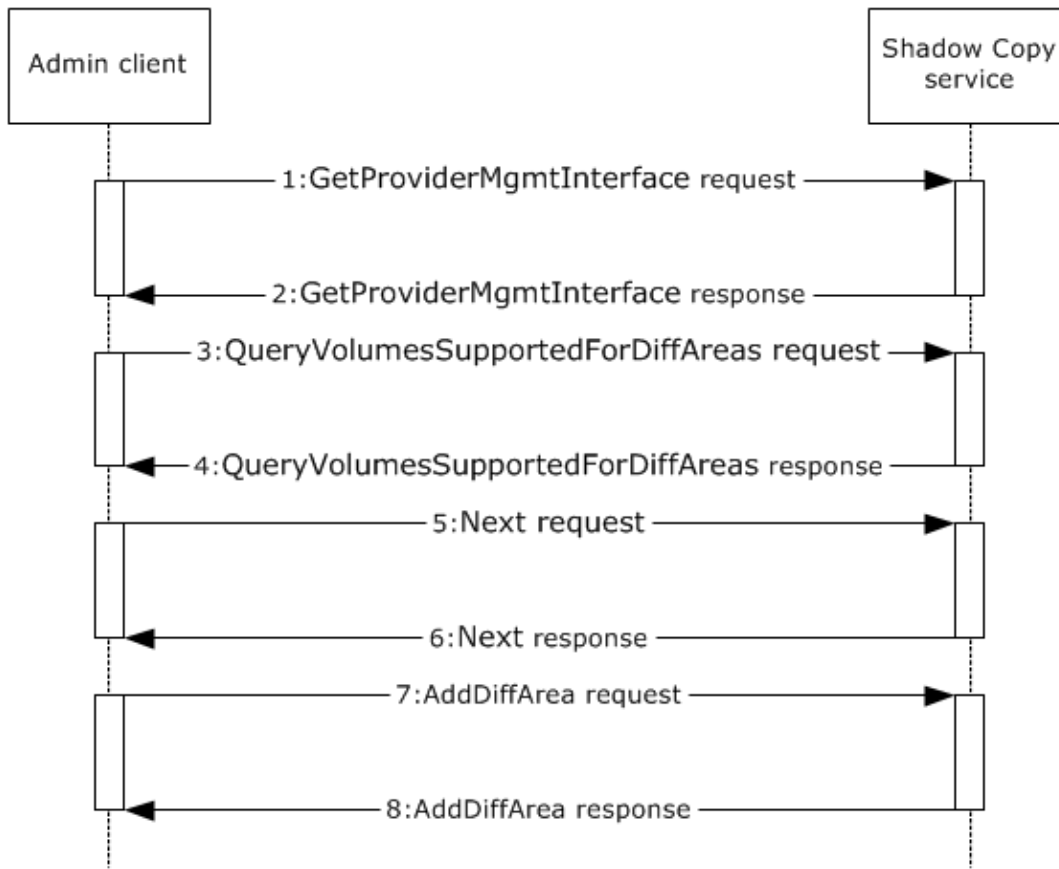 Admin client
Shadow Copy
service
1:GetProviderMgmtInterface request
2:GetProviderMgmtInterface response
3:QueryVolumesSupportedForDiffAreas request
4:QueryVolumesSupportedForDiffAreas response
5:Next request
6:Next response
7:AddDiffArea request
8:AddDiffArea response